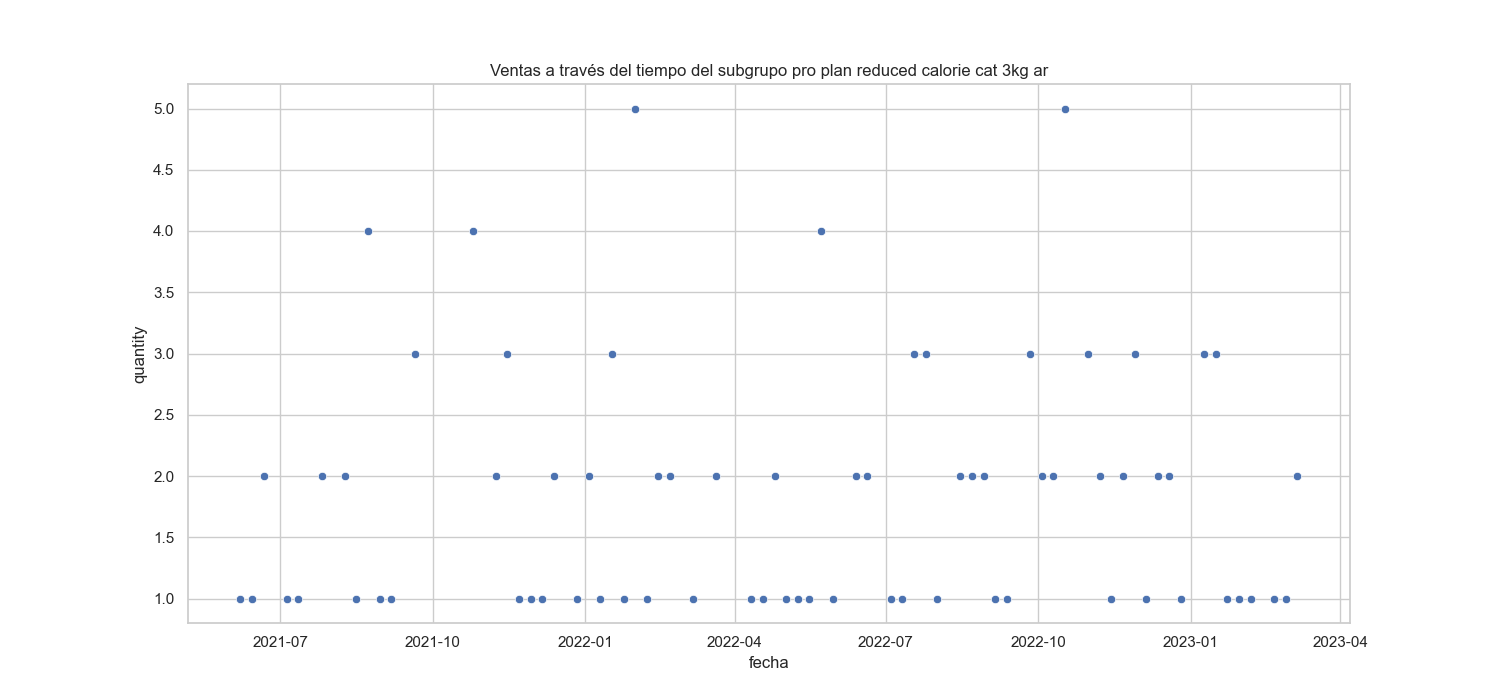 Ventas a través del tiempo del subgrupo pro plan reduced calorie cat 3kg ar
5.0
4.5
4.0
3.5
3.0
2.5
2.0
1.5
1.0
quantity
2021-07 2021-10 2022-01 2022-04 2022-07 2022-10 2023-01 2023-04
fecha